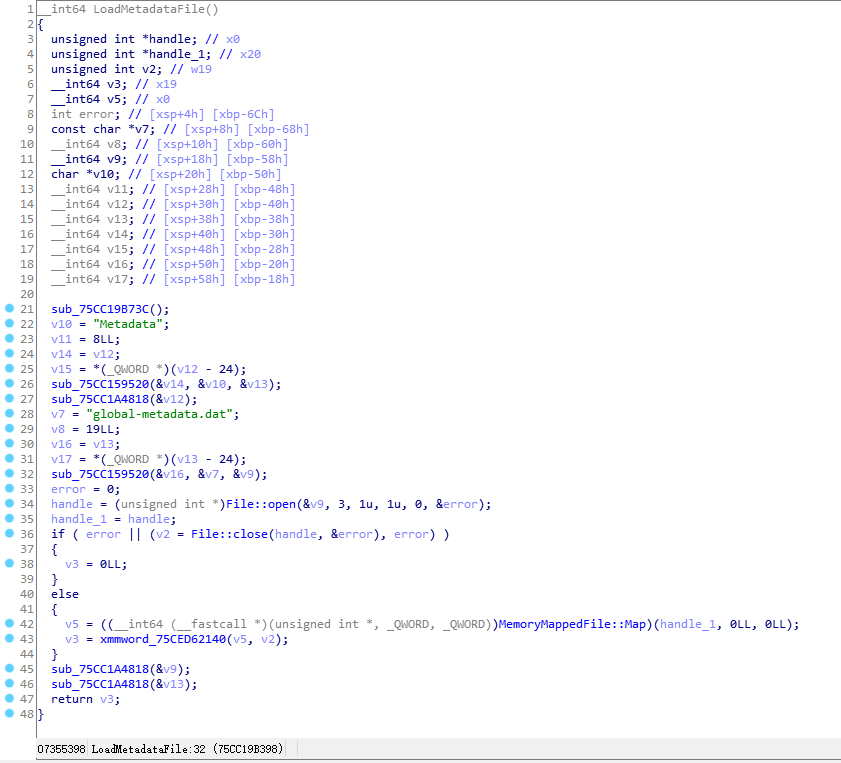 1 __int64 LoadMetadataFile()
2 {
3 unsigned int *handle; // x0
4 unsigned int *handle_1; // x20
5 unsigned int v2; // w19
6 __int64 v3; // x19
7 __int64 v5; // x0
8 int error; // [xsp+4h] [xbp-6Ch]
9 const char *v7; // [xsp+8h] [xbp-68h]
10 __int64 v8; // [xsp+10h] [xbp-60h]
11 __int64 v9; // [xsp+18h] [xbp-58h]
12 char *v10; // [xsp+20h] [xbp-50h]
13 __int64 v11; // [xsp+28h] [xbp-48h]
14 __int64 v12; // [xsp+30h] [xbp-40h]
15 __int64 v13; // [xsp+38h] [xbp-38h]
16 __int64 v14; // [xsp+40h] [xbp-30h]
17 __int64 v15; // [xsp+48h] [xbp-28h]
18 __int64 v16; // [xsp+50h] [xbp-20h]
19 __int64 v17; // [xsp+58h] [xbp-18h]
20
21 sub_75CC19B73C();
22 v10 = "Metadata";
23 v11 = 8LL;
24 v14 = v12;
25 v15 = *(_QWORD *)(v12 - 24);
26 sub_75CC159520(&v14, &v10, &v13);
27 sub_75CC1A4818(&v12);
28 v7 = "global-metadata.dat";
29 v8 = 19LL;
30 v16 = v13;
31 v17 = *(_QWORD *)(v13 - 24);
32 sub_75CC159520(&v16, &v7, &v9);
33 error = 0;
34 handle = (unsigned int *)File::open(&v9, 3, 1u, 1u, 0, &error);
35 handle_1 = handle;
36 if ( error || (v2 = File::close(handle, &error), error) )
37 {
38 v3 = 0LL;
39 }
40 else
41 {
42 v5 = ((__int64 (__fastcall *)(unsigned int *, _QWORD, _QWORD))MemoryMappedFile::Map)(handle_1, 0LL, 0LL);
43 v3 = xmmword_75CED62140(v5, v2);
44 }
45 sub_75CC1A4818(&v9);
46 sub_75CC1A4818(&v13);
47 return v3;
48 }
07355398 LoadMetadataFile:32 (75CC19B398)